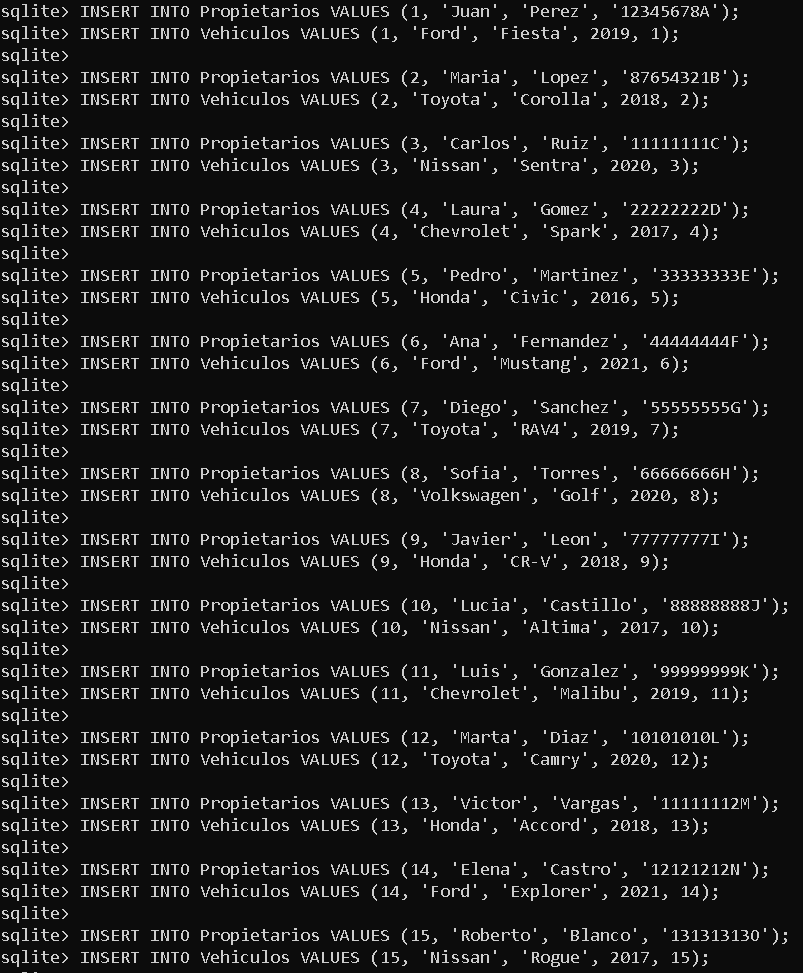 sqlite> INSERT INTO Propietarios VALUES (1, 'Juan', 'Perez', '12345678A');
sqlite> INSERT INTO Vehiculos VALUES (1, 'Ford', 'Fiesta', 2019, 1);
sqlite>
sqlite> INSERT INTO Propietarios VALUES (2, 'Maria', 'Lopez', '87654321B');
sqlite> INSERT INTO Vehiculos VALUES (2, 'Toyota', 'Corolla', 2018, 2);
sqlite>
sqlite> INSERT INTO Propietarios VALUES (3, 'Carlos', 'Ruiz', '11111111C');
sqlite> INSERT INTO Vehiculos VALUES (3, 'Nissan', 'Sentra', 2020, 3);
sqlite>
sqlite> INSERT INTO Propietarios VALUES (4, 'Laura', 'Gomez', '22222222D');
sqlite> INSERT INTO Vehiculos VALUES (4, 'Chevrolet', 'Spark', 2017, 4);
sqlite>
sqlite> INSERT INTO Propietarios VALUES (5, 'Pedro', 'Martinez', '33333333E');
sqlite> INSERT INTO Vehiculos VALUES (5, 'Honda', 'Civic', 2016, 5);
sqlite>
sqlite> INSERT INTO Propietarios VALUES (6, 'Ana', 'Fernandez', '44444444F');
sqlite> INSERT INTO Vehiculos VALUES (6, 'Ford', 'Mustang', 2021, 6);
sqlite>
sqlite> INSERT INTO Propietarios VALUES (7, 'Diego', 'Sanchez', '55555555G');
sqlite> INSERT INTO Vehiculos VALUES (7, 'Toyota', 'RAV4', 2019, 7);
sqlite>
sqlite> INSERT INTO Propietarios VALUES (8, 'Sofia', 'Torres', '66666666H');
sqlite> INSERT INTO Vehiculos VALUES (8, 'Volkswagen', 'Golf', 2020, 8);
sqlite>
sqlite> INSERT INTO Propietarios VALUES (9, 'Javier', 'Leon', '77777777I');
sqlite> INSERT INTO Vehiculos VALUES (9, 'Honda', 'CR-V', 2018, 9);
sqlite>
sqlite> INSERT INTO Propietarios VALUES (10, 'Lucia', 'Castillo', '88888888J');
sqlite> INSERT INTO Vehiculos VALUES (10, 'Nissan', 'Altima', 2017, 10);
sqlite>
sqlite> INSERT INTO Propietarios VALUES (11, 'Luis', 'Gonzalez', '99999999K');
sqlite> INSERT INTO Vehiculos VALUES (11, 'Chevrolet', 'Malibu', 2019, 11);
sqlite>
sqlite> INSERT INTO Propietarios VALUES (12, 'Marta', 'Diaz', '10101010L');
sqlite> INSERT INTO Vehiculos VALUES (12, 'Toyota', 'Camry', 2020, 12);
sqlite>
sqlite> INSERT INTO Propietarios VALUES (13, 'Victor', 'Vargas', '11111112M');
sqlite> INSERT INTO Vehiculos VALUES (13, 'Honda', 'Accord', 2018, 13);
sqlite>
sqlite> INSERT INTO Propietarios VALUES (14, 'Elena', 'Castro', '12121212N');
sqlite> INSERT INTO Vehiculos VALUES (14, 'Ford', 'Explorer', 2021, 14);
sqlite>
sqlite> INSERT INTO Propietarios VALUES (15, 'Roberto', 'Blanco', '13131313O');
sqlite> INSERT INTO Vehiculos VALUES (15, 'Nissan', 'Rogue', 2017, 15);